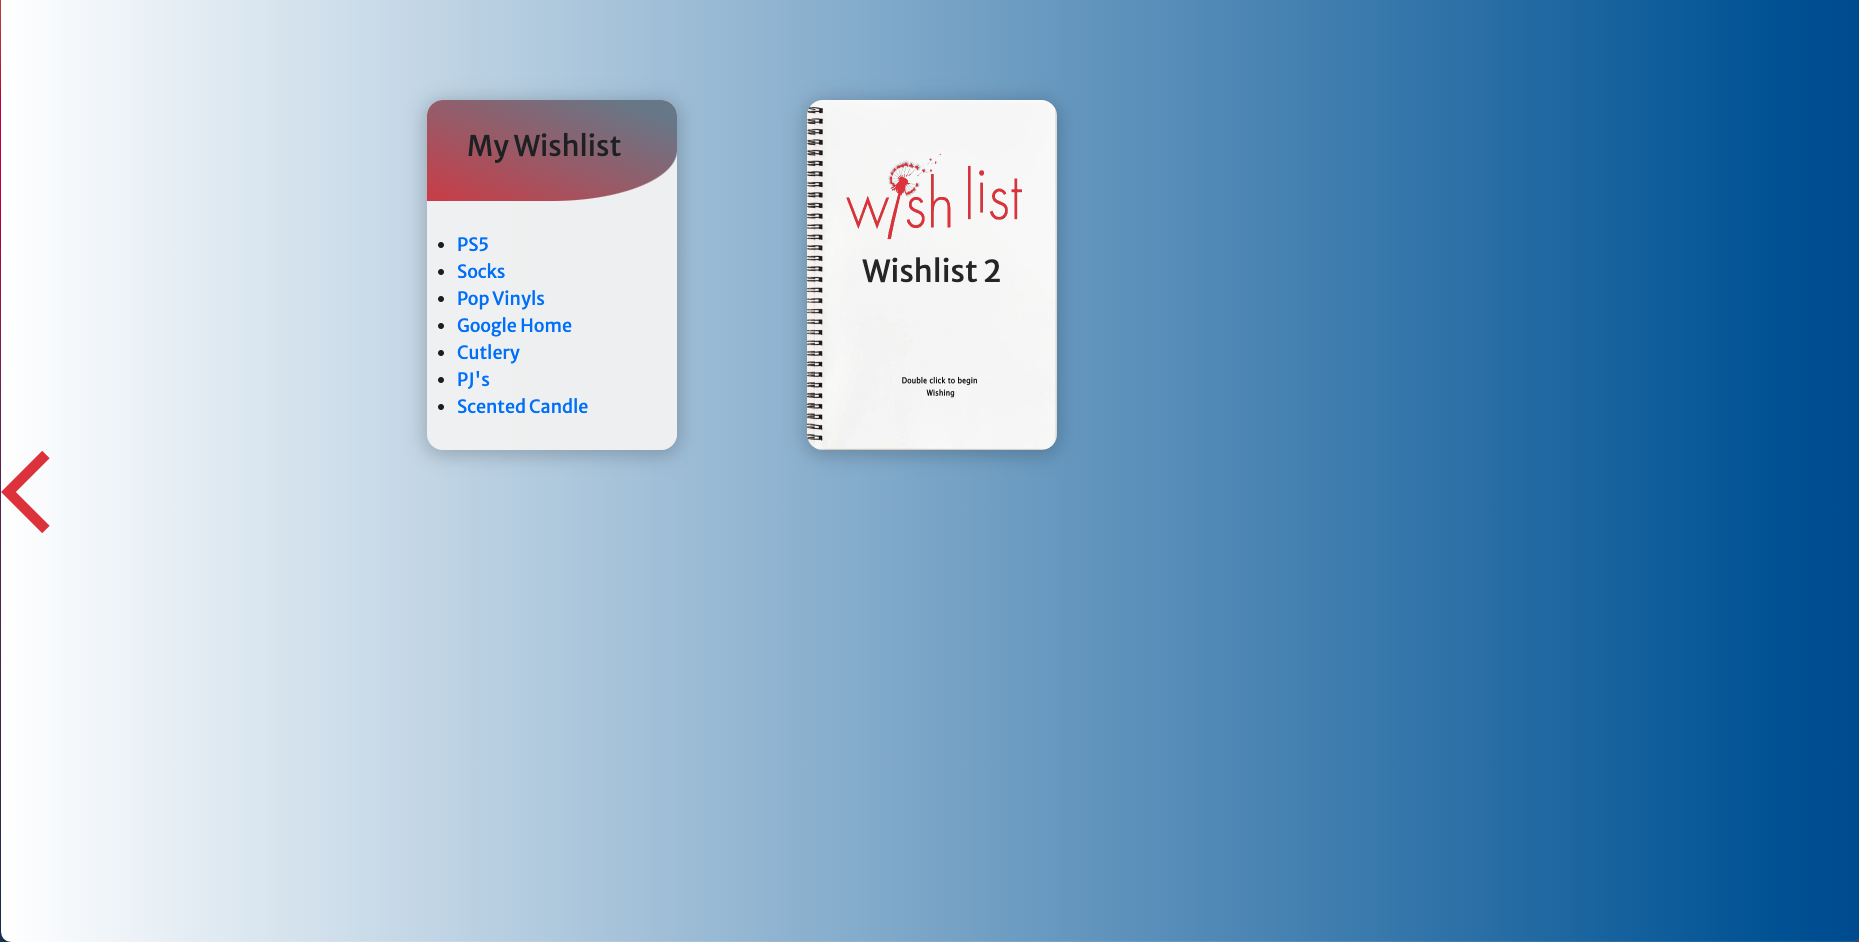 My Wishlist
PS5
Socks
Pop Vinyls
Google Home
Cutlery
PJ's
Scented Candle
wish list
Wishlist 2
Double click to begin
Wishing